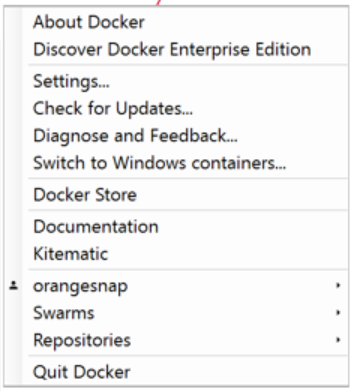 About Docker
Discover Docker Enterprise Edition
Settings...
Check for Updates...
Diagnose and Feedback...
Switch to Windows containers...
Docker Store
Documentation
Kitematic
orangesnap
Swarms
Repositories
Quit Docker